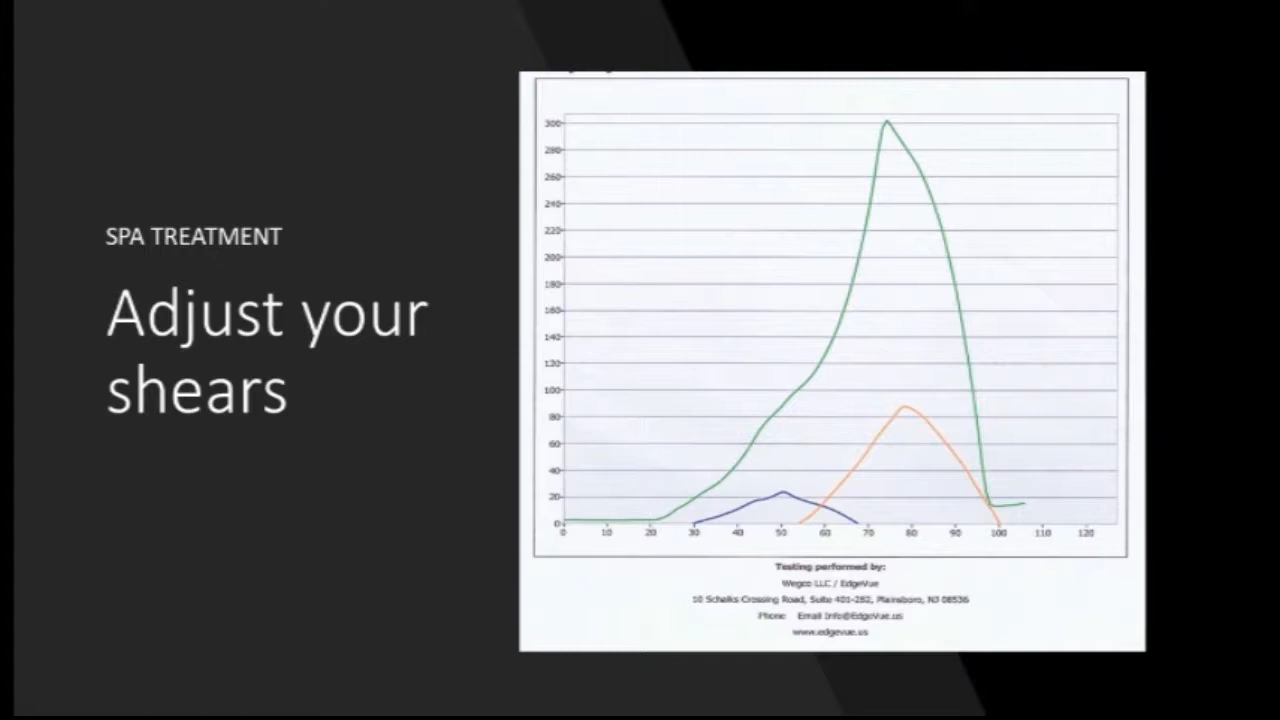 SPA TREATMENT
Adjust your
shears
300
280
260
240
220
200
180
160
140
120
100
80
60
40
20
0
0 10 20 30 40 50 60 70 80 90 100 110 120
Testing performed by:
Wegco LLC / EdgeVue
10 Schalks Crossing Road, Suite 401-282, Plainsboro, NJ 08536
Phone Email Info@EdgeVue.us
www.edgevue.us